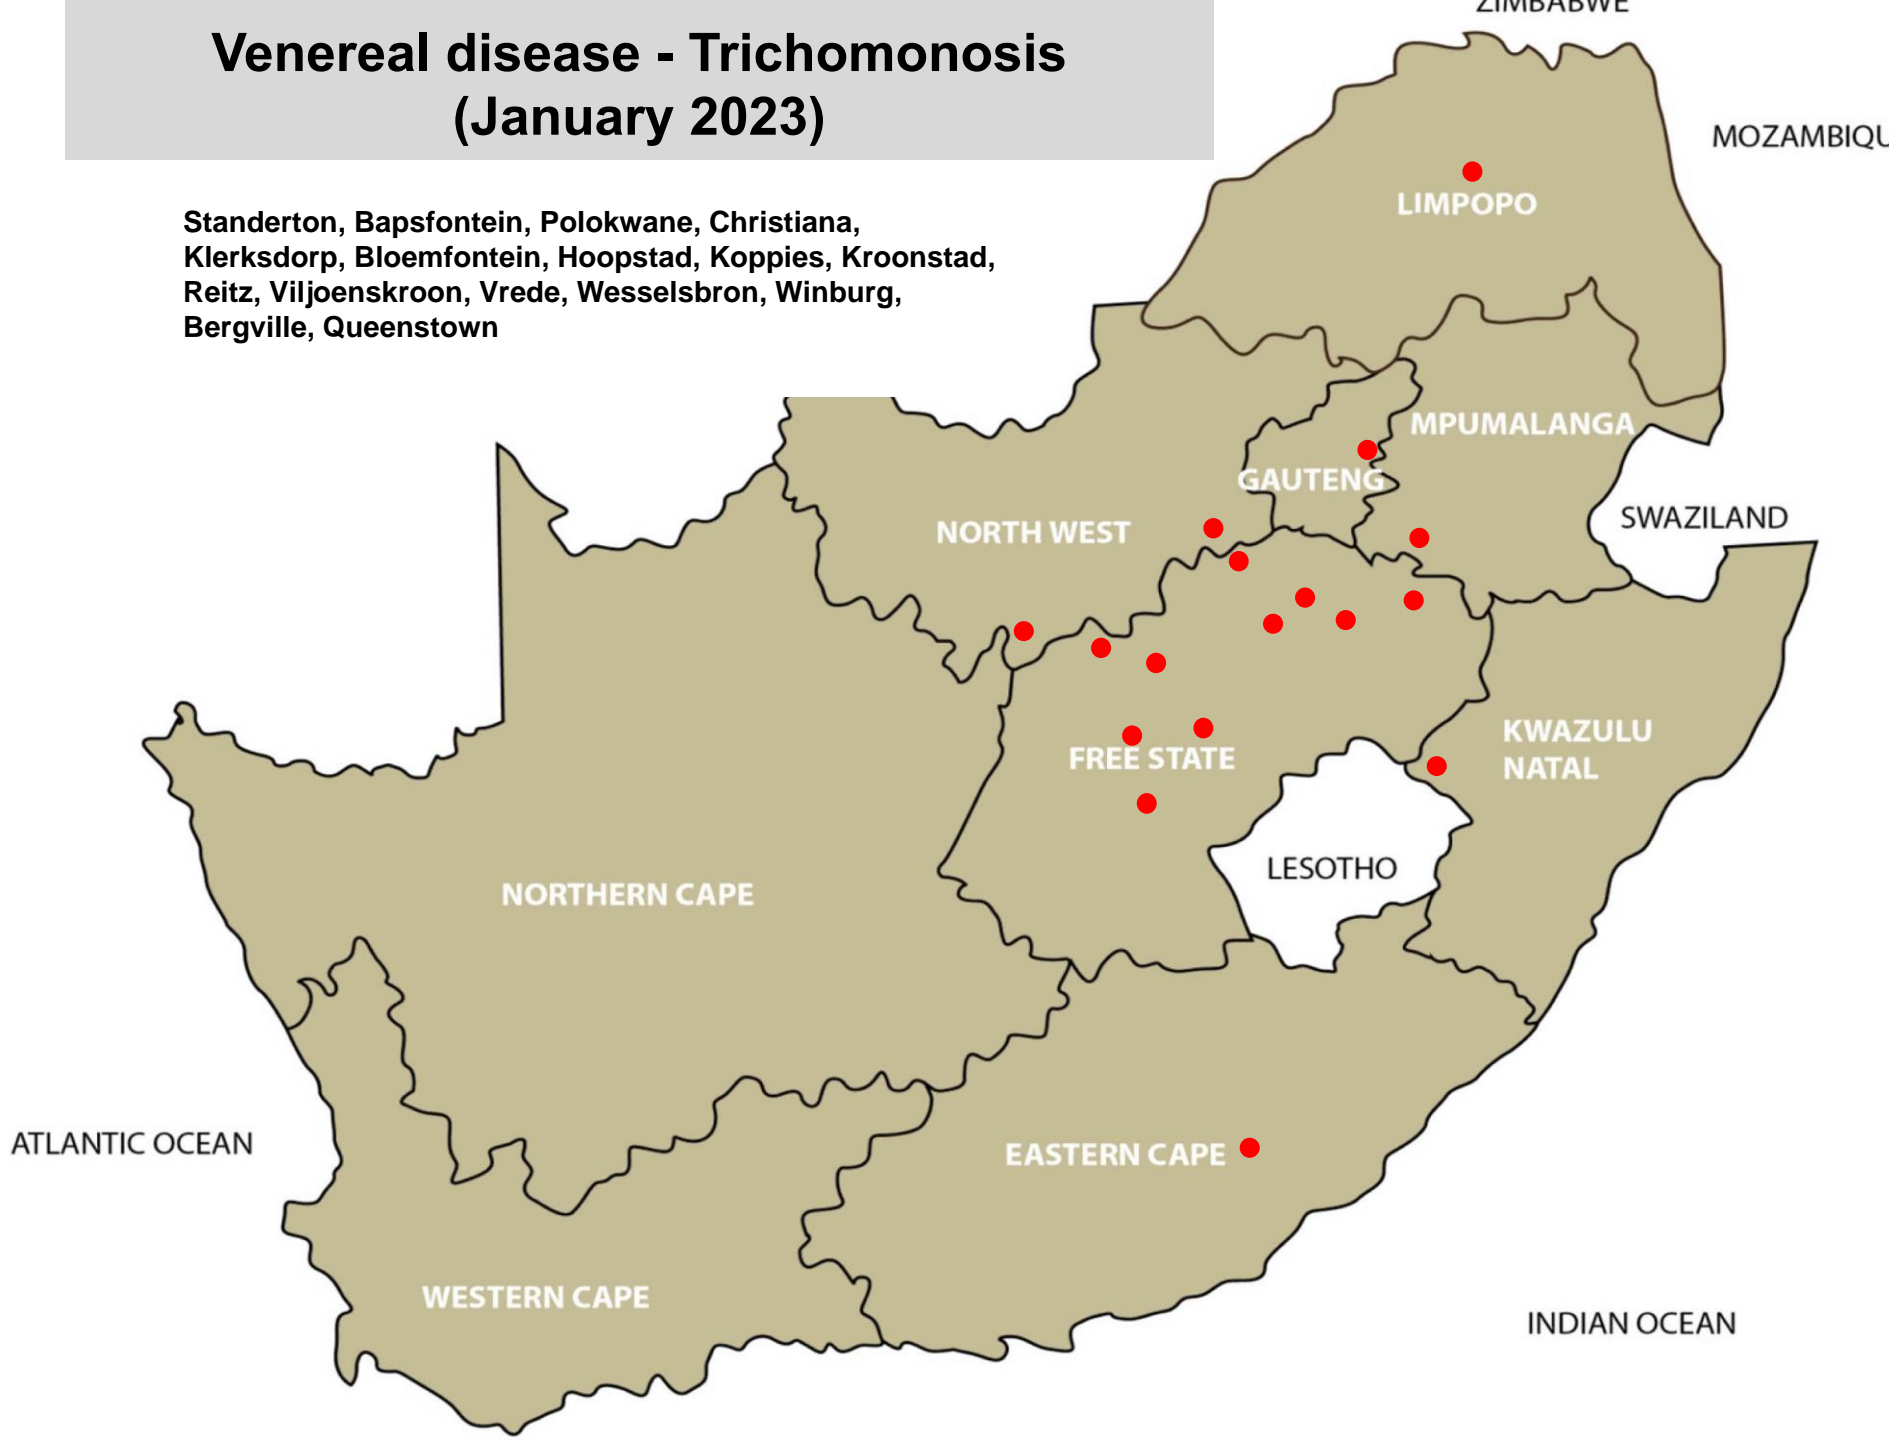 ZIMBABWE
Venereal disease - Trichomonosis
(January 2023)
MOZAMBIQU
Standerton, Bapsfontein, Polokwane, Christiana,
Klerksdorp, Bloemfontein, Hoopstad, Koppies, Kroonstad,
Reitz, Viljoenskroon, Vrede, Wesselsbron, Winburg,
Bergville, Queenstown
LIMPOPO
MPUMALANGA
GAUTENG
NORTH WEST
SWAZILAND
KWAZULU
NATAL
FREE STATE
LESOTHO
NORTHERN CAPE
ATLANTIC OCEAN
EASTERN CAPE
WESTERN CAPE
INDIAN OCEAN